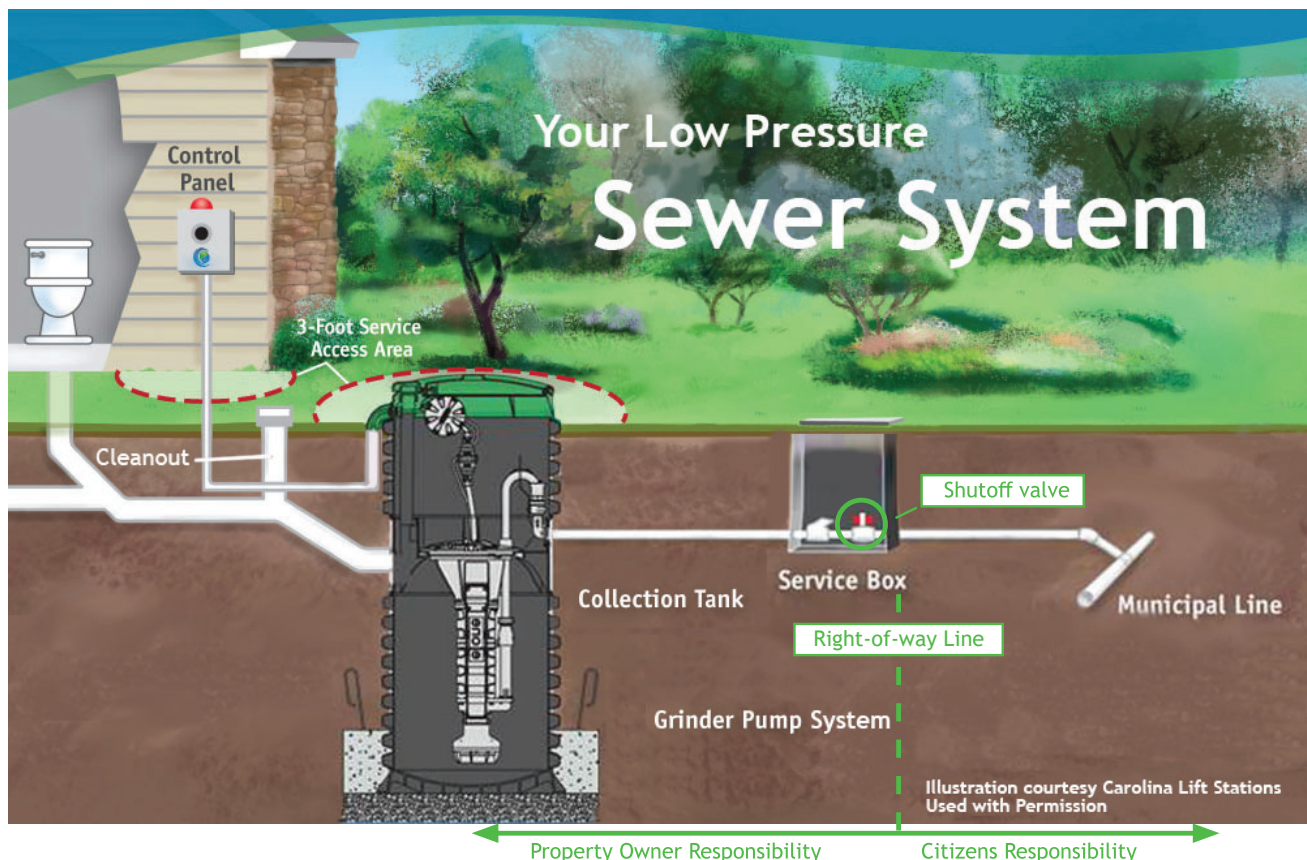 Your Low Pressure
Sewer System
Control
Panel
3-Foot Service
Access Area
Cleanout
Shutoff valve
Service Box
Collection Tank
Municipal Line
Right-of-way Line
Grinder Pump System
Illustration courtesy Carolina Lift Stations
Used with Permission
Property Owner Responsibility
Citizens Responsibility